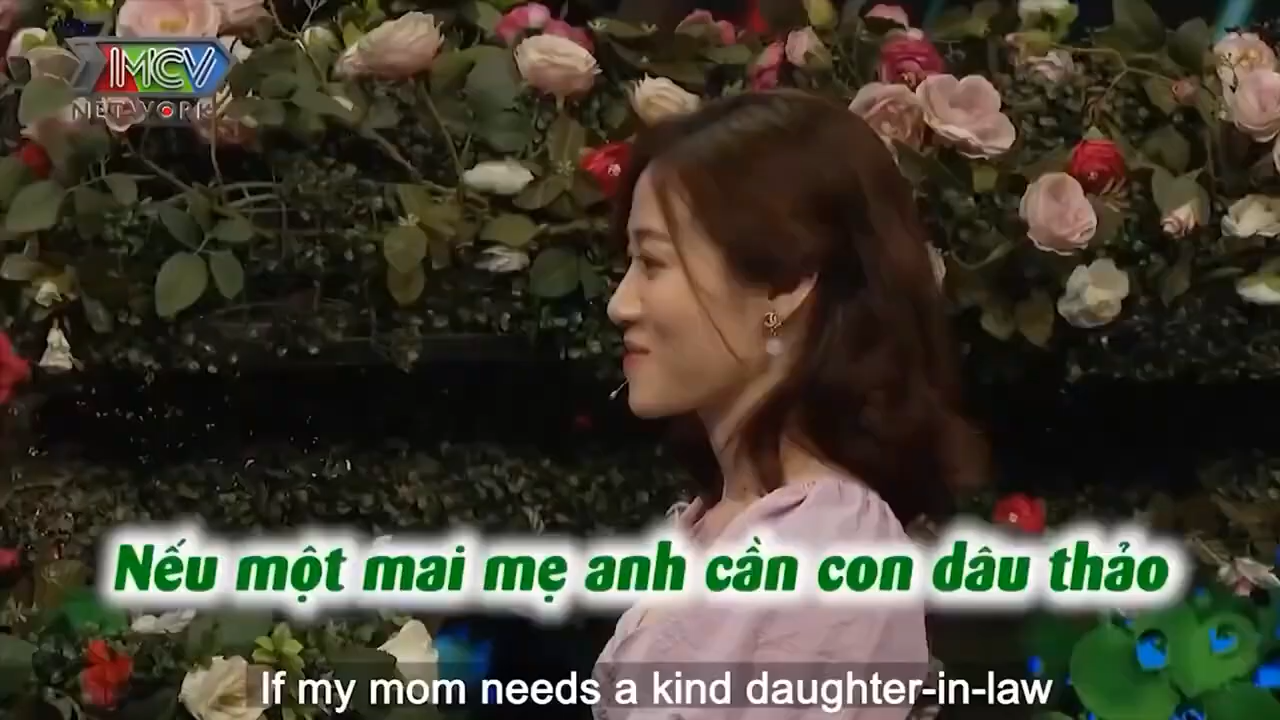 MCV
NETWORK
Nếu một mai mẹ anh cần con dâu thảo
If my mom needs a kind daughter-in-law